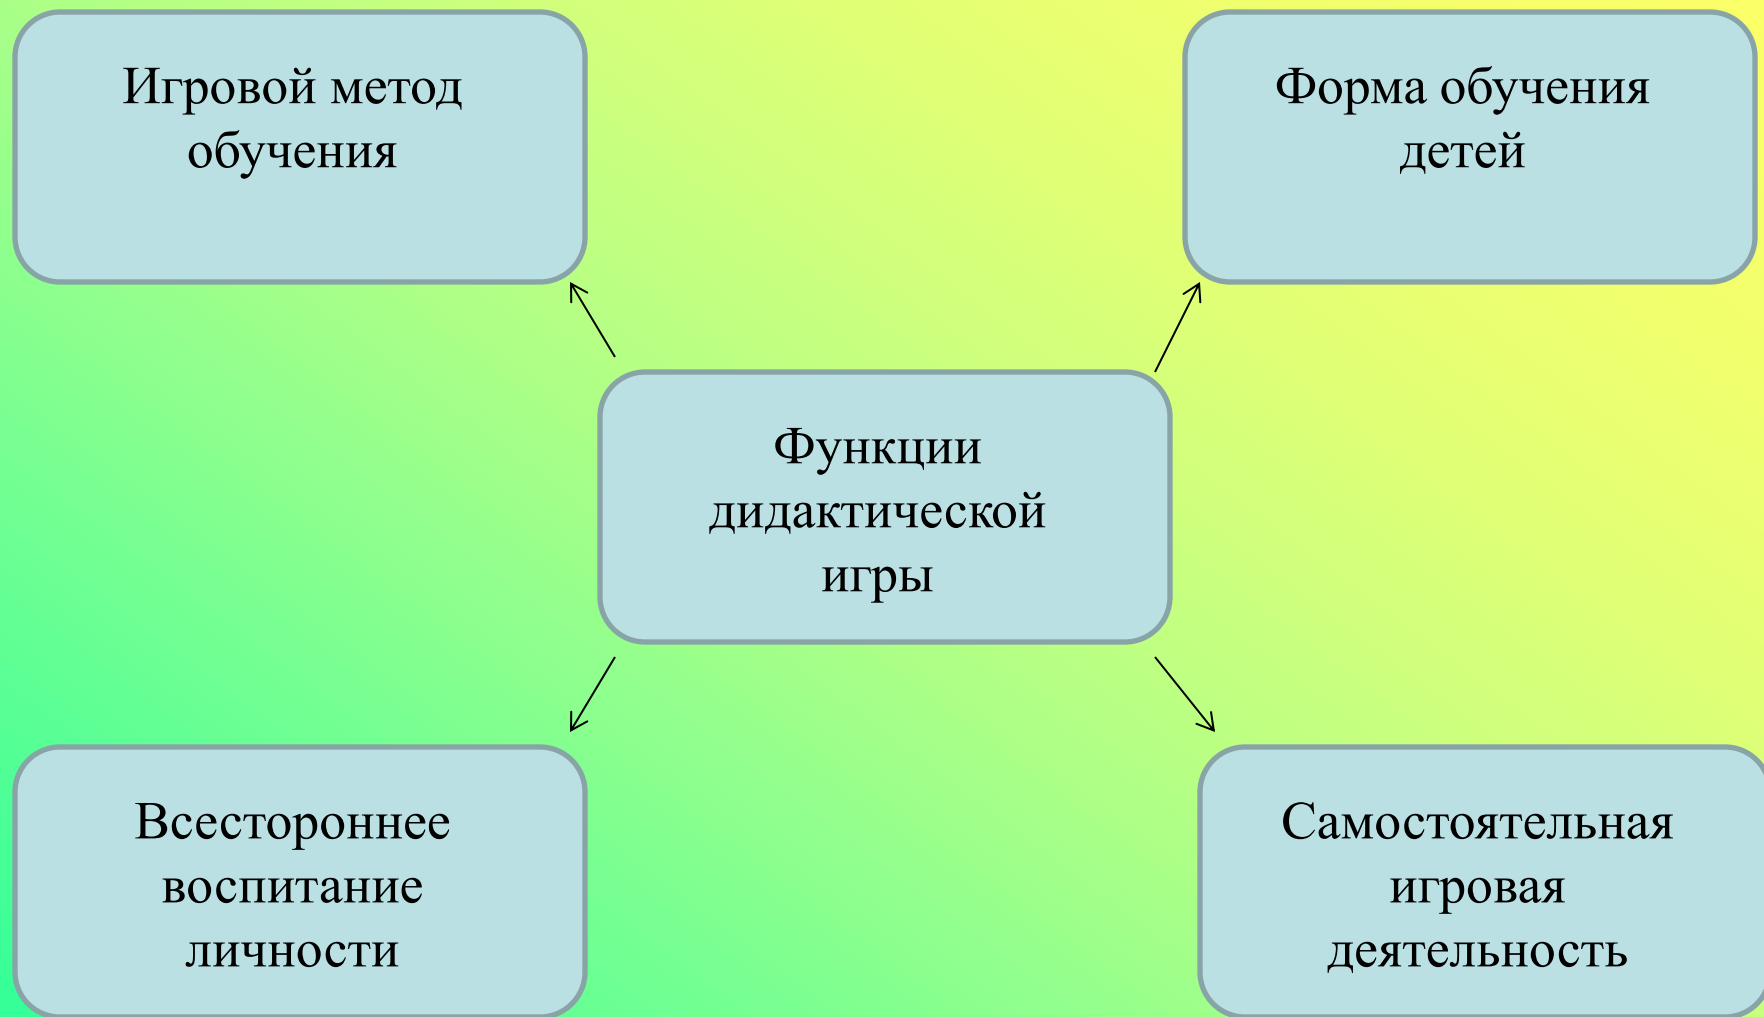 Игровой метод
обучения
Форма обучения
детей
Функции
дидактической
игры
Всестороннее
воспитание
личности
Самостоятельная
игровая
деятельность